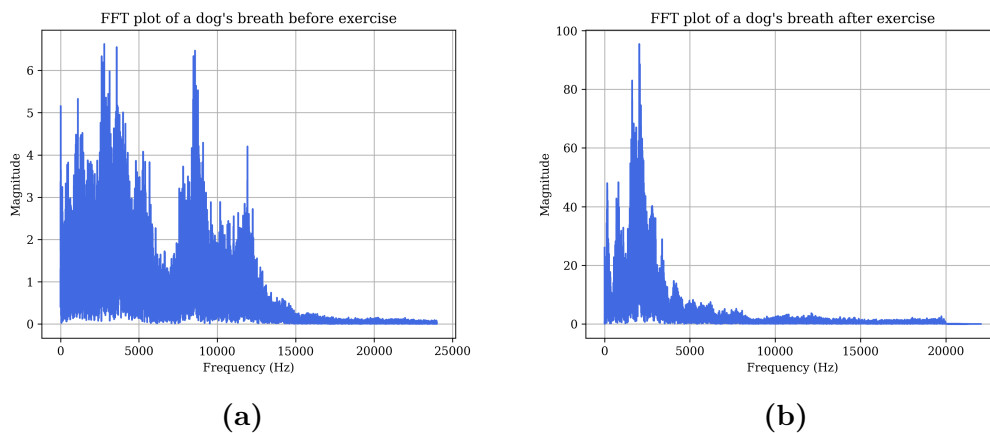 FFT plot of a dog's breath before exercise
6
5
4
3
2
1
0
Magnitude
0 5000 10000 15000 20000 25000
Frequency (Hz)
(a)
FFT plot of a dog's breath after exercise
100
80
60
40
20
0
Magnitude
0 5000 10000 15000 20000
Frequency (Hz)
(b)